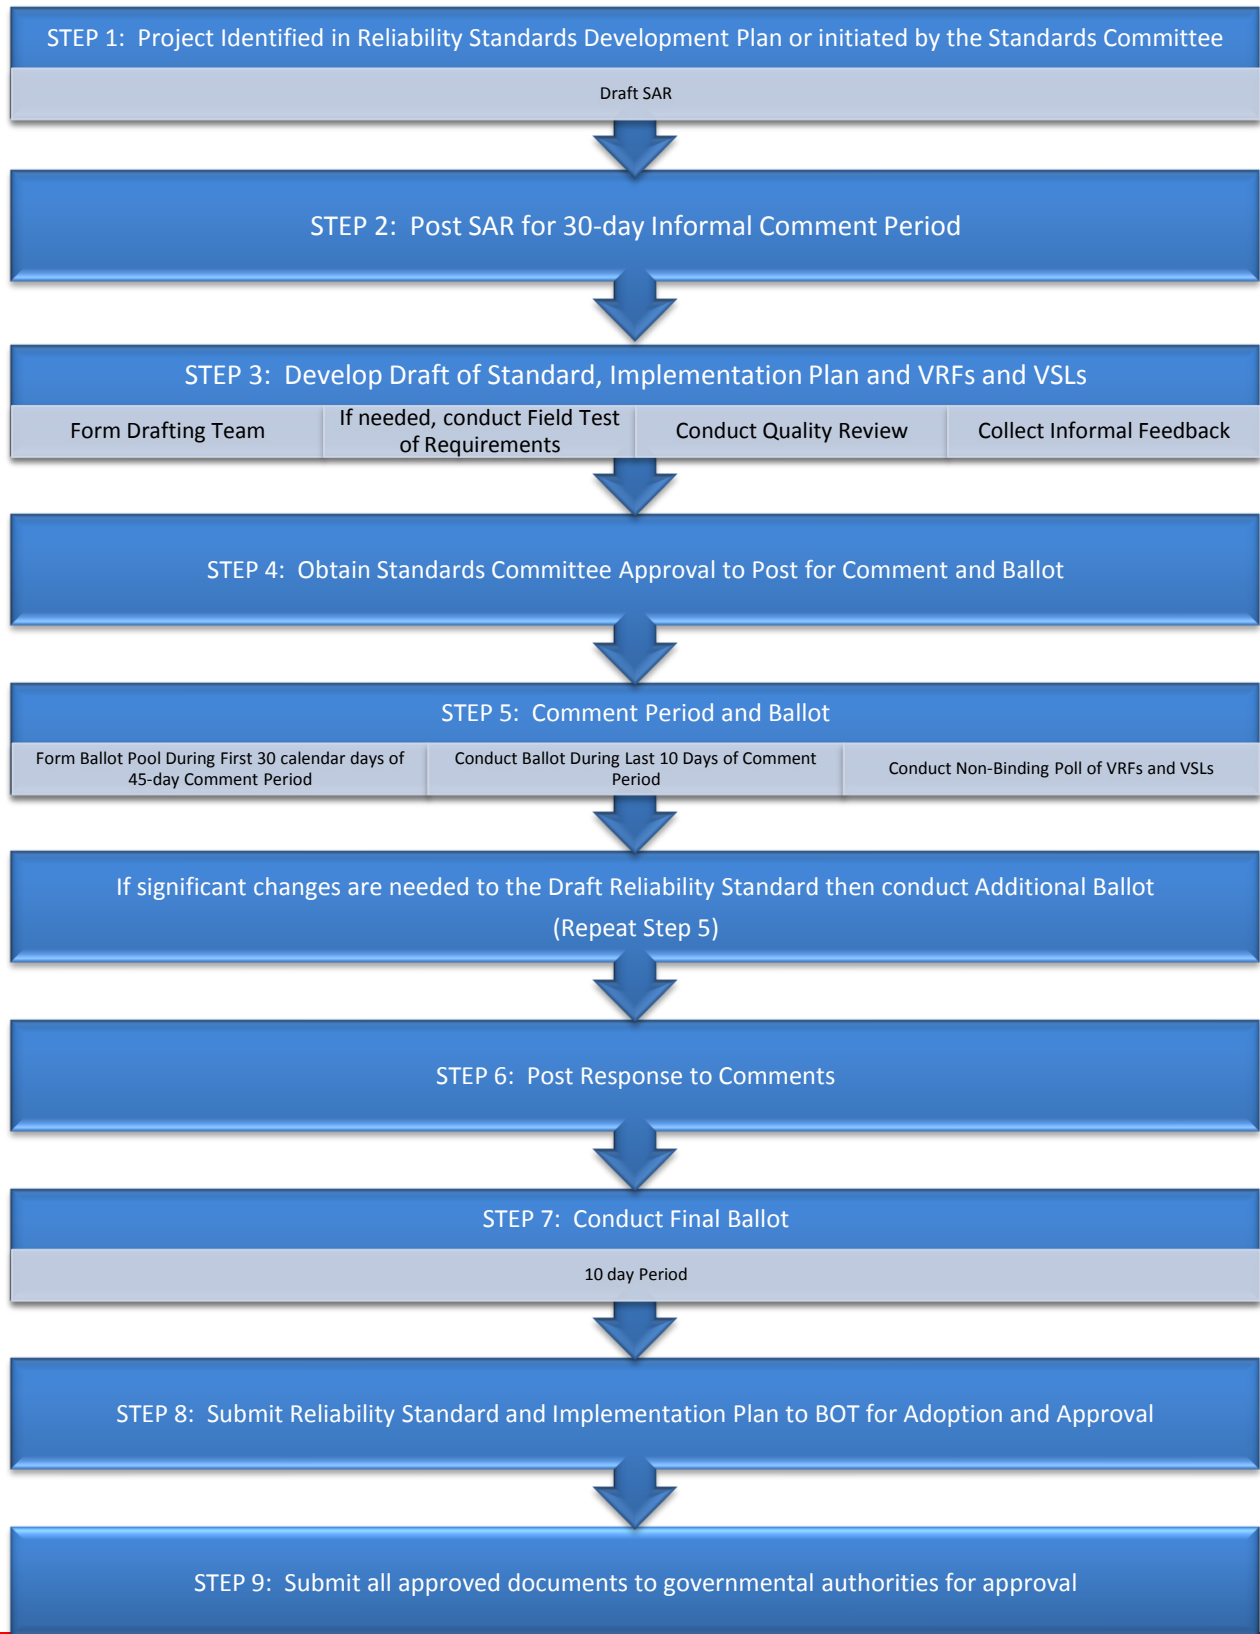 STEP 1: Project Identified in Reliability Standards Development Plan or initiated by the Standards Committee
Draft SAR
STEP 2: Post SAR for 30-day Informal Comment Period
STEP 3: Develop Draft of Standard, Implementation Plan and VRFs and VSLs
Form Drafting Team
If needed, conduct Field Test
of Requirements
Conduct Quality Review
Collect Informal Feedback
STEP 4: Obtain Standards Committee Approval to Post for Comment and Ballot
STEP 5: Comment Period and Ballot
Form Ballot Pool During First 30 calendar days of
45-day Comment Period
Conduct Ballot During Last 10 Days of Comment
Period
Conduct Non-Binding Poll of VRFs and VSLs
If significant changes are needed to the Draft Reliability Standard then conduct Additional Ballot
(Repeat Step 5)
STEP 6: Post Response to Comments
STEP 7: Conduct Final Ballot
10 day Period
STEP 8: Submit Reliability Standard and Implementation Plan to BOT for Adoption and Approval
STEP 9: Submit all approved documents to governmental authorities for approval